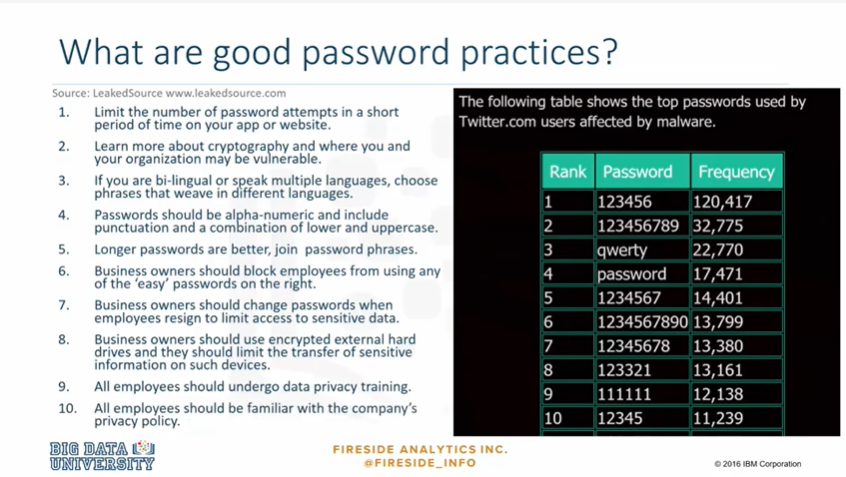 What are good password practices?
Source: LeakedSource www.leakedsource.com
1. Limit the number of password attempts in a short
period of time on your app or website.
2. Learn more about cryptography and where you and
your organization may be vulnerable.
3. If you are bi-lingual or speak multiple languages, choose
phrases that weave in different languages.
4. Passwords should be alpha-numeric and include
punctuation and a combination of lower and uppercase.
5. Longer passwords are better, join password phrases.
6. Business owners should block employees from using any
of the 'easy' passwords on the right.
7. Business owners should change passwords when
employees resign to limit access to sensitive data.
8. Business owners should use encrypted external hard
drives and they should limit the transfer of sensitive
information on such devices.
9. All employees should undergo data privacy training.
10. All employees should be familiar with the company's
privacy policy.
The following table shows the top passwords used by
Twitter.com users affected by malware.
Rank Password Frequency
1 123456 120,417
2 123456789 32,775
3 qwerty 22,770
4 password 17,471
5 1234567 14,401
6 1234567890 13,799
7 12345678 13,380
8 123321 13,161
9 111111 12,138
10 12345 11,239
BIG DATA
UNIVERSITY
FIRESIDE ANALYTICS INC.
@FIRESIDE_INFO
© 2016 IBM Corporation